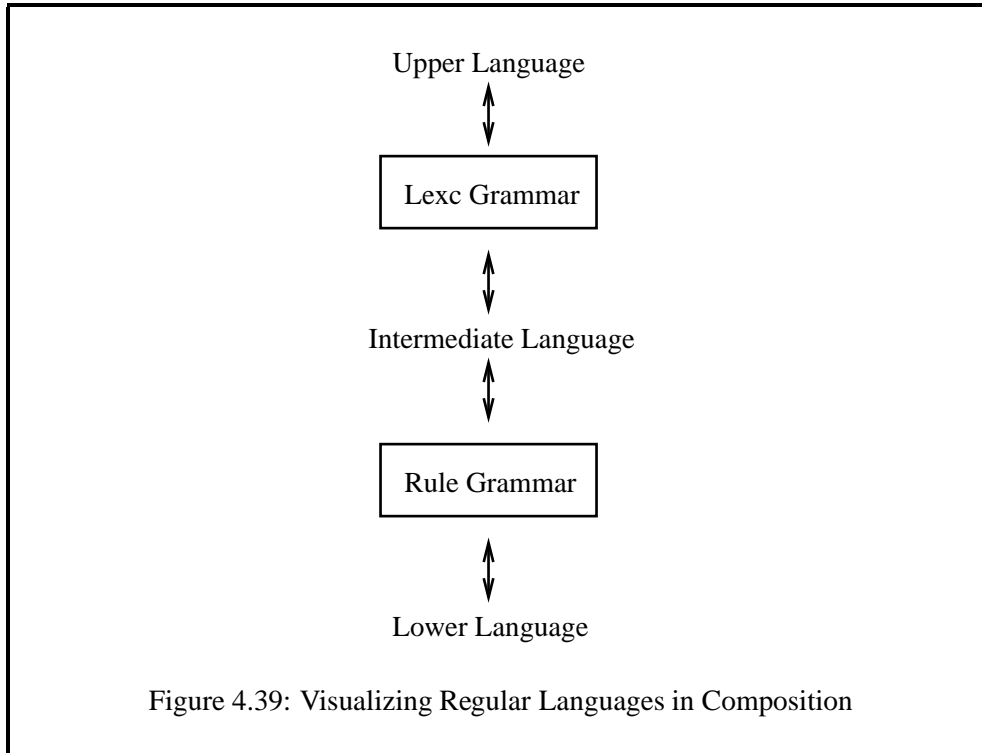 Upper Language
Lexc Grammar
Intermediate Language
Rule Grammar
Lower Language
Figure 4.39: Visualizing Regular Languages in Composition